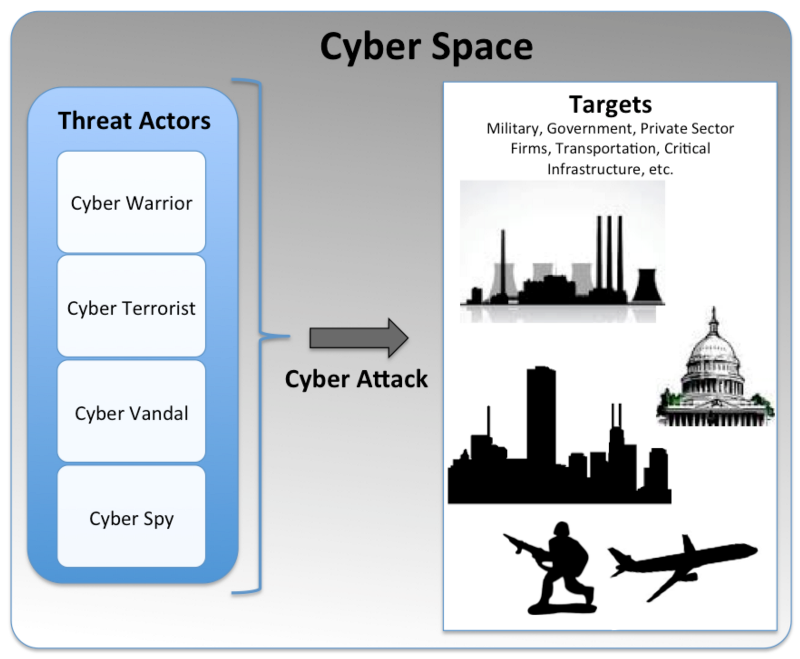 Cyber Space
Threat Actors
Cyber Warrior
Cyber Terrorist
Cyber Vandal
Cyber Spy
Cyber Attack
Targets
Military, Government, Private Sector
Firms, Transportation, Critical
Infrastructure, etc.